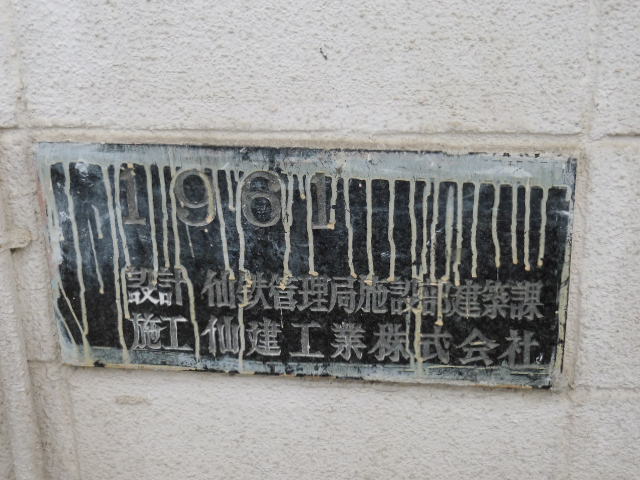 1961
設計 仙鉄管理局施設部建築課
施工 仙建工業株式会社